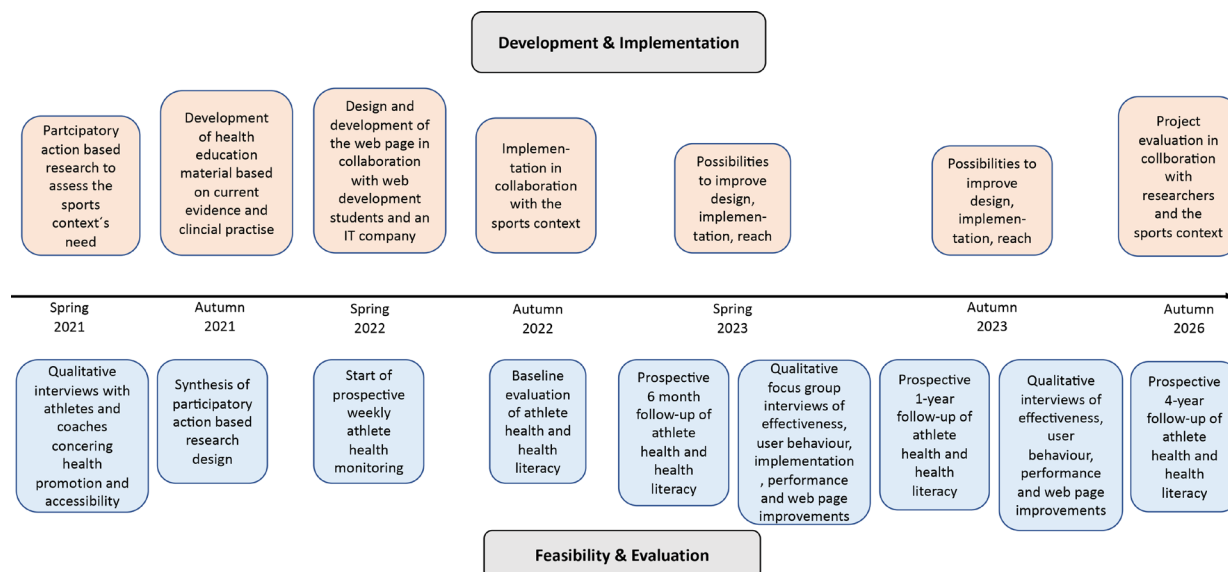 Development & Implementation
Partcipatory
action based
research to
assess the
sports
context´s
need
Development
of health
education
material based
on current
evidence and
clincial practise
Design and
development of
the web page in
collaboration
with web
development
students and an
IT company
Implemen-
tation in
collaboration
with the sports
context
Possibilities
to improve
design,
implemen-
tation, reach
Possibilities to
improve
design,
implemen-
tation, reach
Project
evaluation in
collboration
with
researchers
and the
sports context
Spring
2021
Autumn
2021
Spring
2022
Autumn
2022
Spring
2023
Autumn
2023
Autumn
2026
Qualitative
interviews with
athletes and
coaches
concering
health
promotion and
accessibility
Synthesis of
participatory
action based
research
design
Start of
prospective
weekly
athlete
health
monitoring
Baseline
evaluation
of athlete
health and
health
literacy
Prospective
6 month
follow-up of
athlete
health and
health
literacy
Qualitative
focus group
interviews of
effectiveness,
user behaviour,
implementation
, performance
and web page
improvements
Prospective
1-year
follow-up of
athlete
health and
health
literacy
Qualitative
interviews of
effectiveness,
user
behaviour,
performance
and web page
improvements
Prospective
4-year
follow-up of
athlete
health and
health
literacy
Feasibility & Evaluation